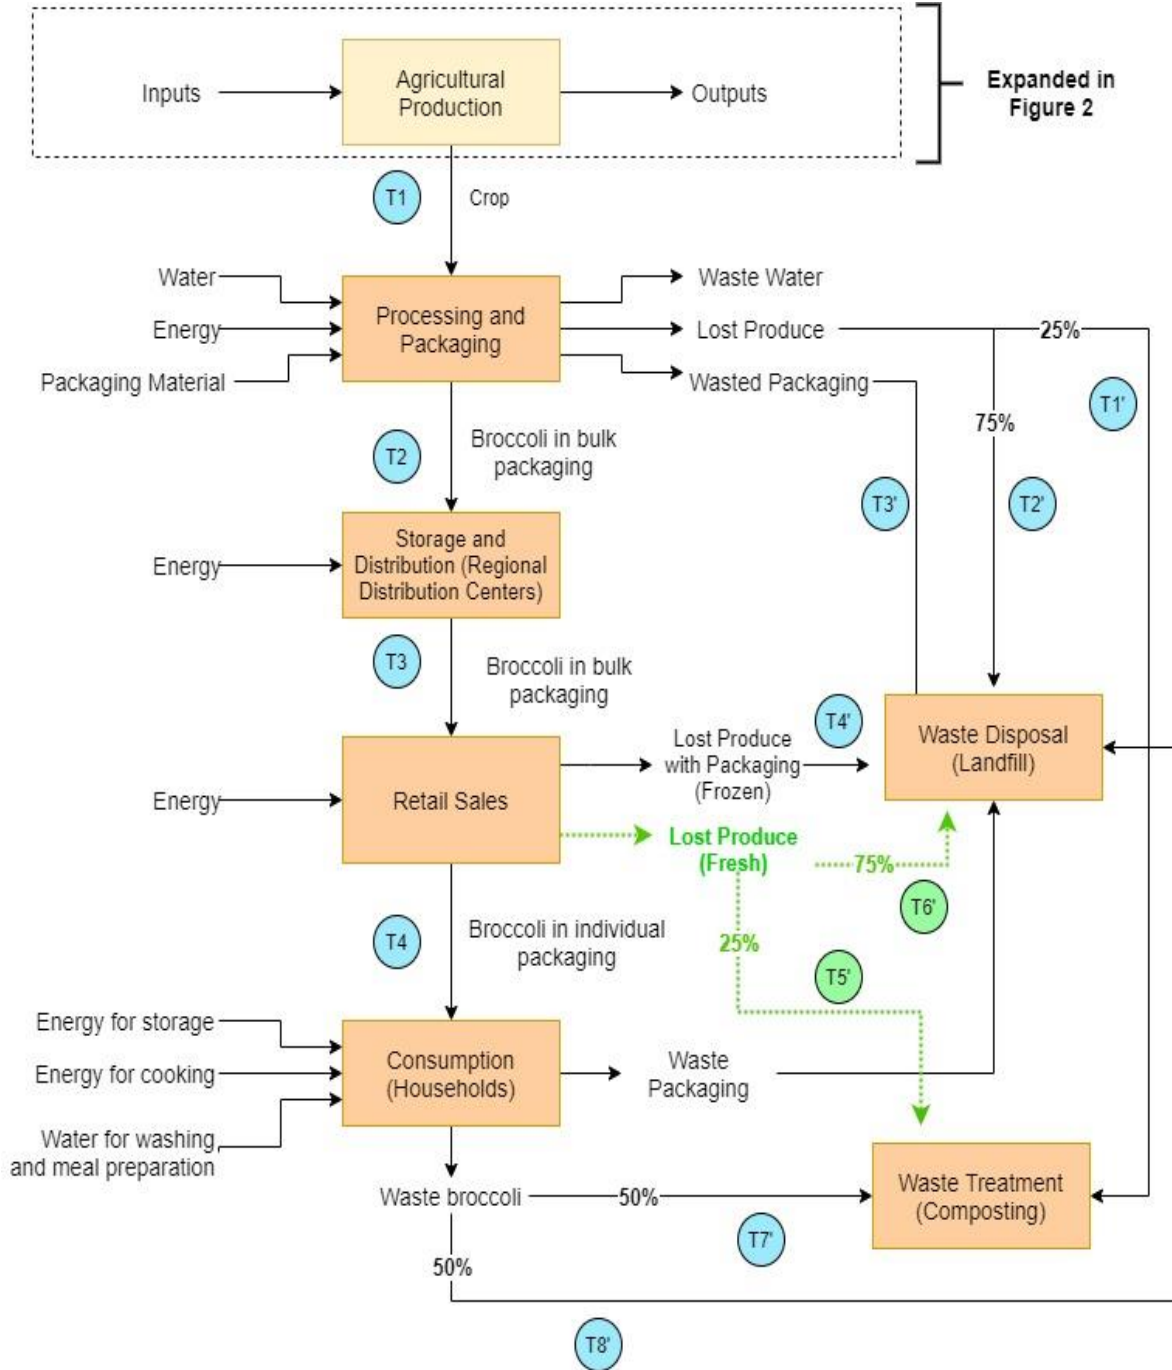 Inputs
Agricultural
Production
Outputs
Expanded in
Figure 2
T1
Crop
Water
Energy
Packaging Material
Processing and
Packaging
Waste Water
Lost Produce
25%
Wasted Packaging
T1'
75%
T2
Broccoli in bulk
packaging
T3'
T2'
Energy
Storage and
Distribution (Regional
Distribution Centers)
T3
Broccoli in bulk
packaging
T4'
Energy
Retail Sales
Lost Produce
with Packaging
(Frozen)
Waste Disposal
(Landfill)
Lost Produce
(Fresh)
75%
T6'
T4
Broccoli in individual
packaging
25%
T5'
Energy for storage
Energy for cooking
Water for washing
and meal preparation
Consumption
(Households)
Waste
Packaging
Waste broccoli
50%
Waste Treatment
(Composting)
T7'
50%
T8'